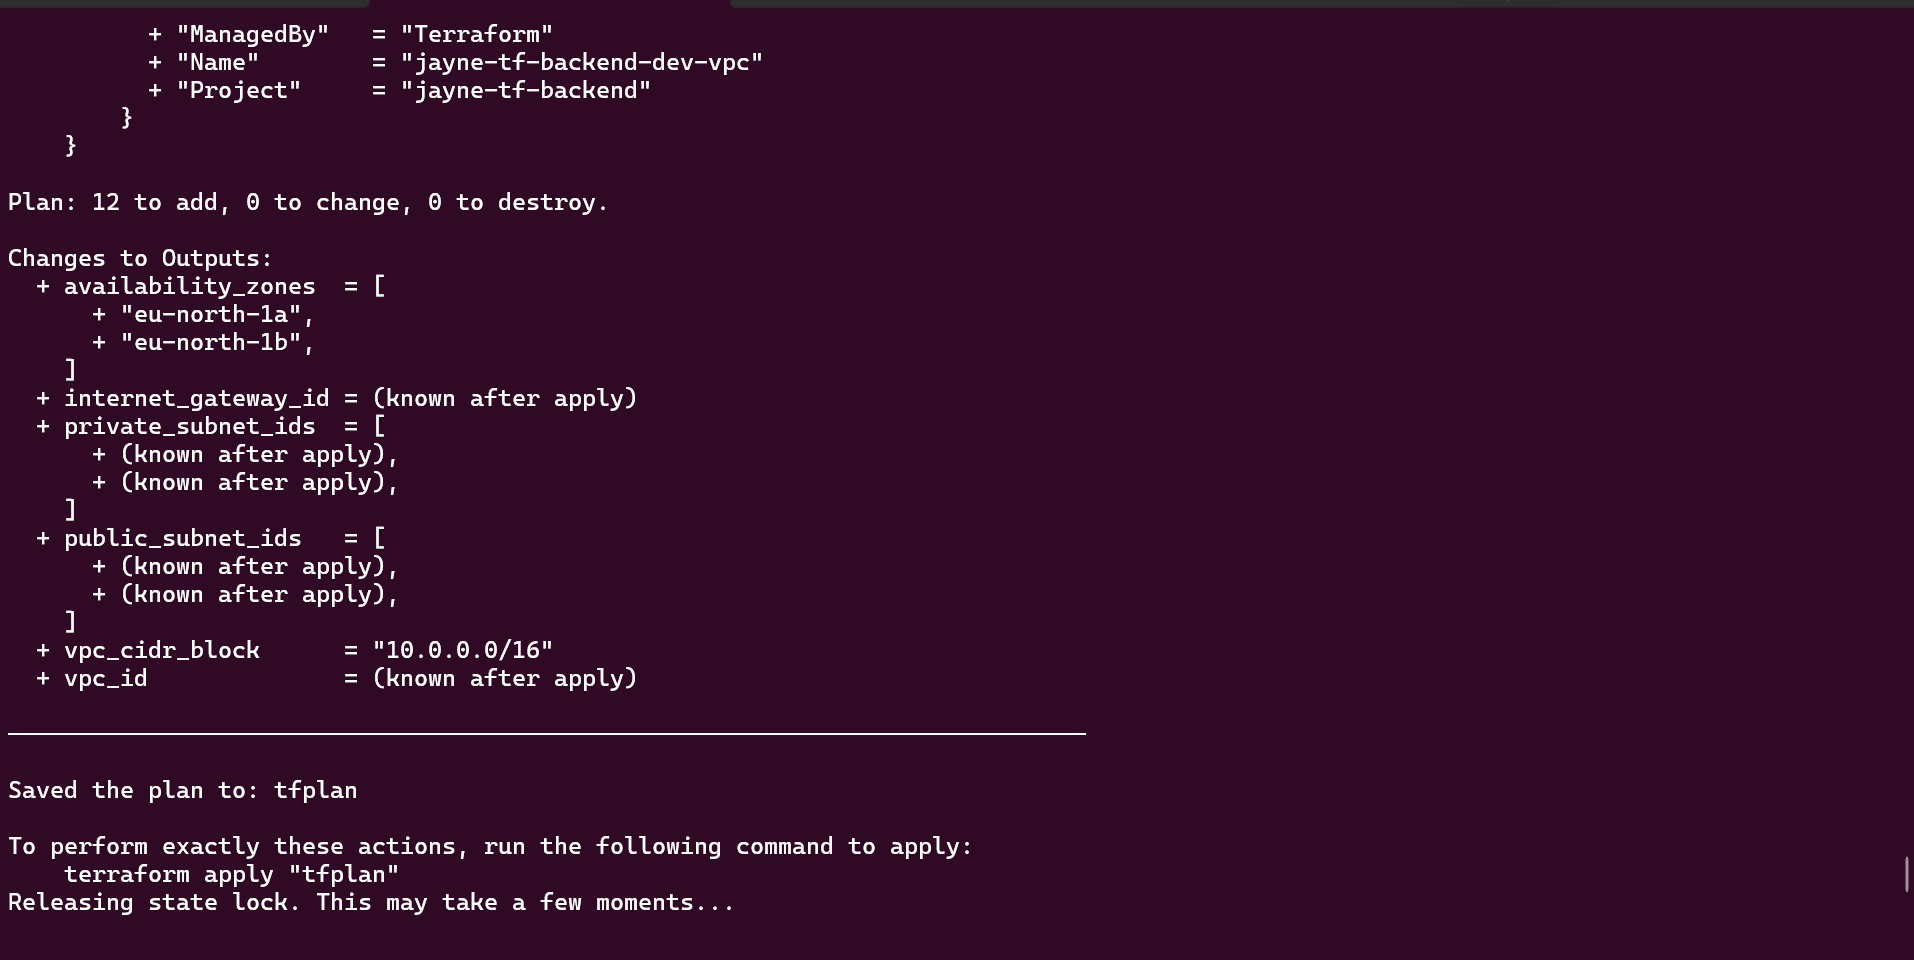 + "ManagedBy"   = "Terraform"
+ "Name"        = "jayne-tf-backend-dev-vpc"
+ "Project"     = "jayne-tf-backend"
}
}
Plan: 12 to add, 0 to change, 0 to destroy.
Changes to Outputs:
+ availability_zones  = [
+ "eu-north-1a",
+ "eu-north-1b",
]
+ internet_gateway_id = (known after apply)
+ private_subnet_ids  = [
+ (known after apply),
+ (known after apply),
]
+ public_subnet_ids   = [
+ (known after apply),
+ (known after apply),
]
+ vpc_cidr_block      = "10.0.0.0/16"
+ vpc_id              = (known after apply)
Saved the plan to: tfplan
To perform exactly these actions, run the following command to apply:
terraform apply "tfplan"
Releasing state lock. This may take a few moments...